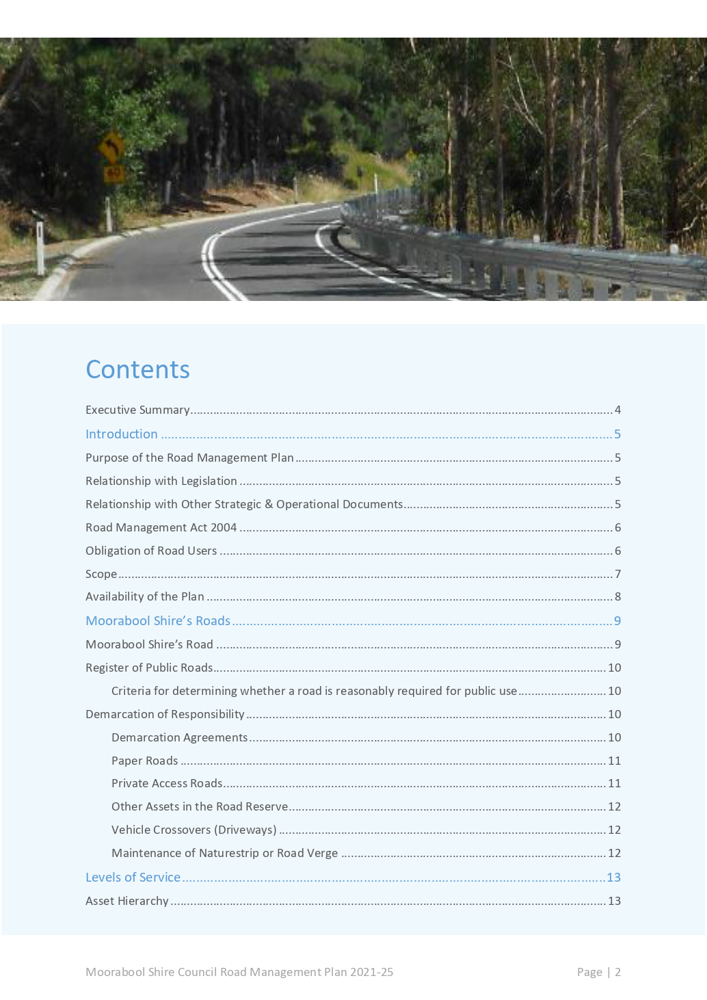 60
Contents
Executive Summary 4
Introduction 5
Purpose of the Road Management Plan 5
Relationship with Legislation 5
Relationship with Other Strategic & Operational Documents 5
Road Management Act 2004 6
Obligation of Road Users 6
Scope 7
Availability of the Plan 8
Moorabool Shire’s Roads 9
Moorabool Shire’s Road 9
Register of Public Roads 10
Criteria for determining whether a road is reasonably required for public use 10
Demarcation of Responsibility 10
Demarcation Agreements 10
Paper Roads 11
Private Access Roads 11
Other Assets in the Road Reserve 12
Vehicle Crossovers (Driveways) 12
Maintenance of Naturestrip or Road Verge 12
Levels of Service 13
Asset Hierarchy 13
Moorabool Shire Council Road Management Plan 2021-25 Page | 2